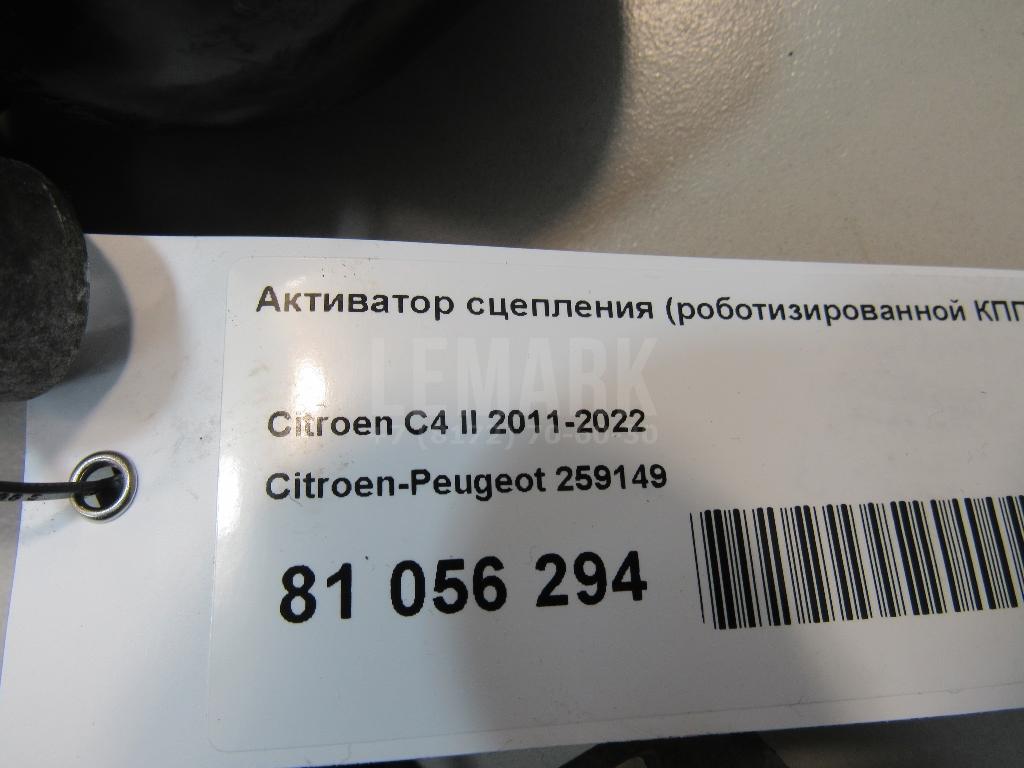 Активатор сцепления (роботизированной КПП
LEMARK
Citroen C4 II 2011-2022
Citroen-Peugeot 259149
81 056 294